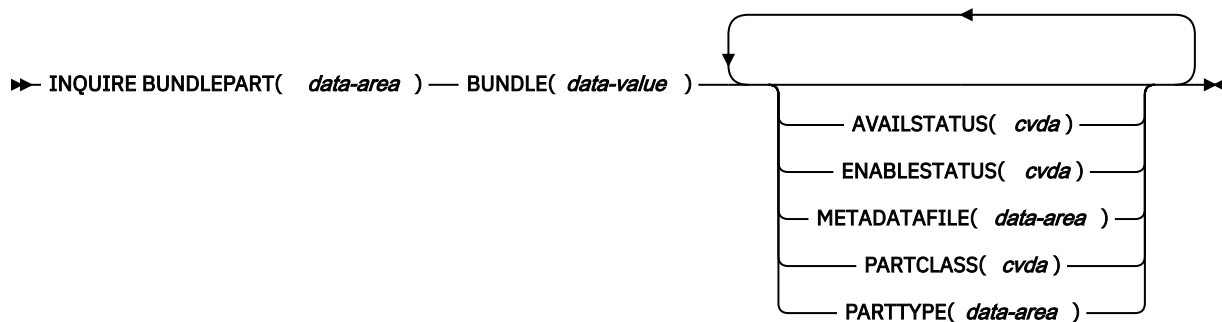 INQUIRE BUNDLEPART( data-area ) BUNDLE( data-value )
AVAILSTATUS( cvda )
ENABLESTATUS( cvda )
METADATAFILE( data-area )
PARTCLASS( cvda )
PARTTYPE( data-area )